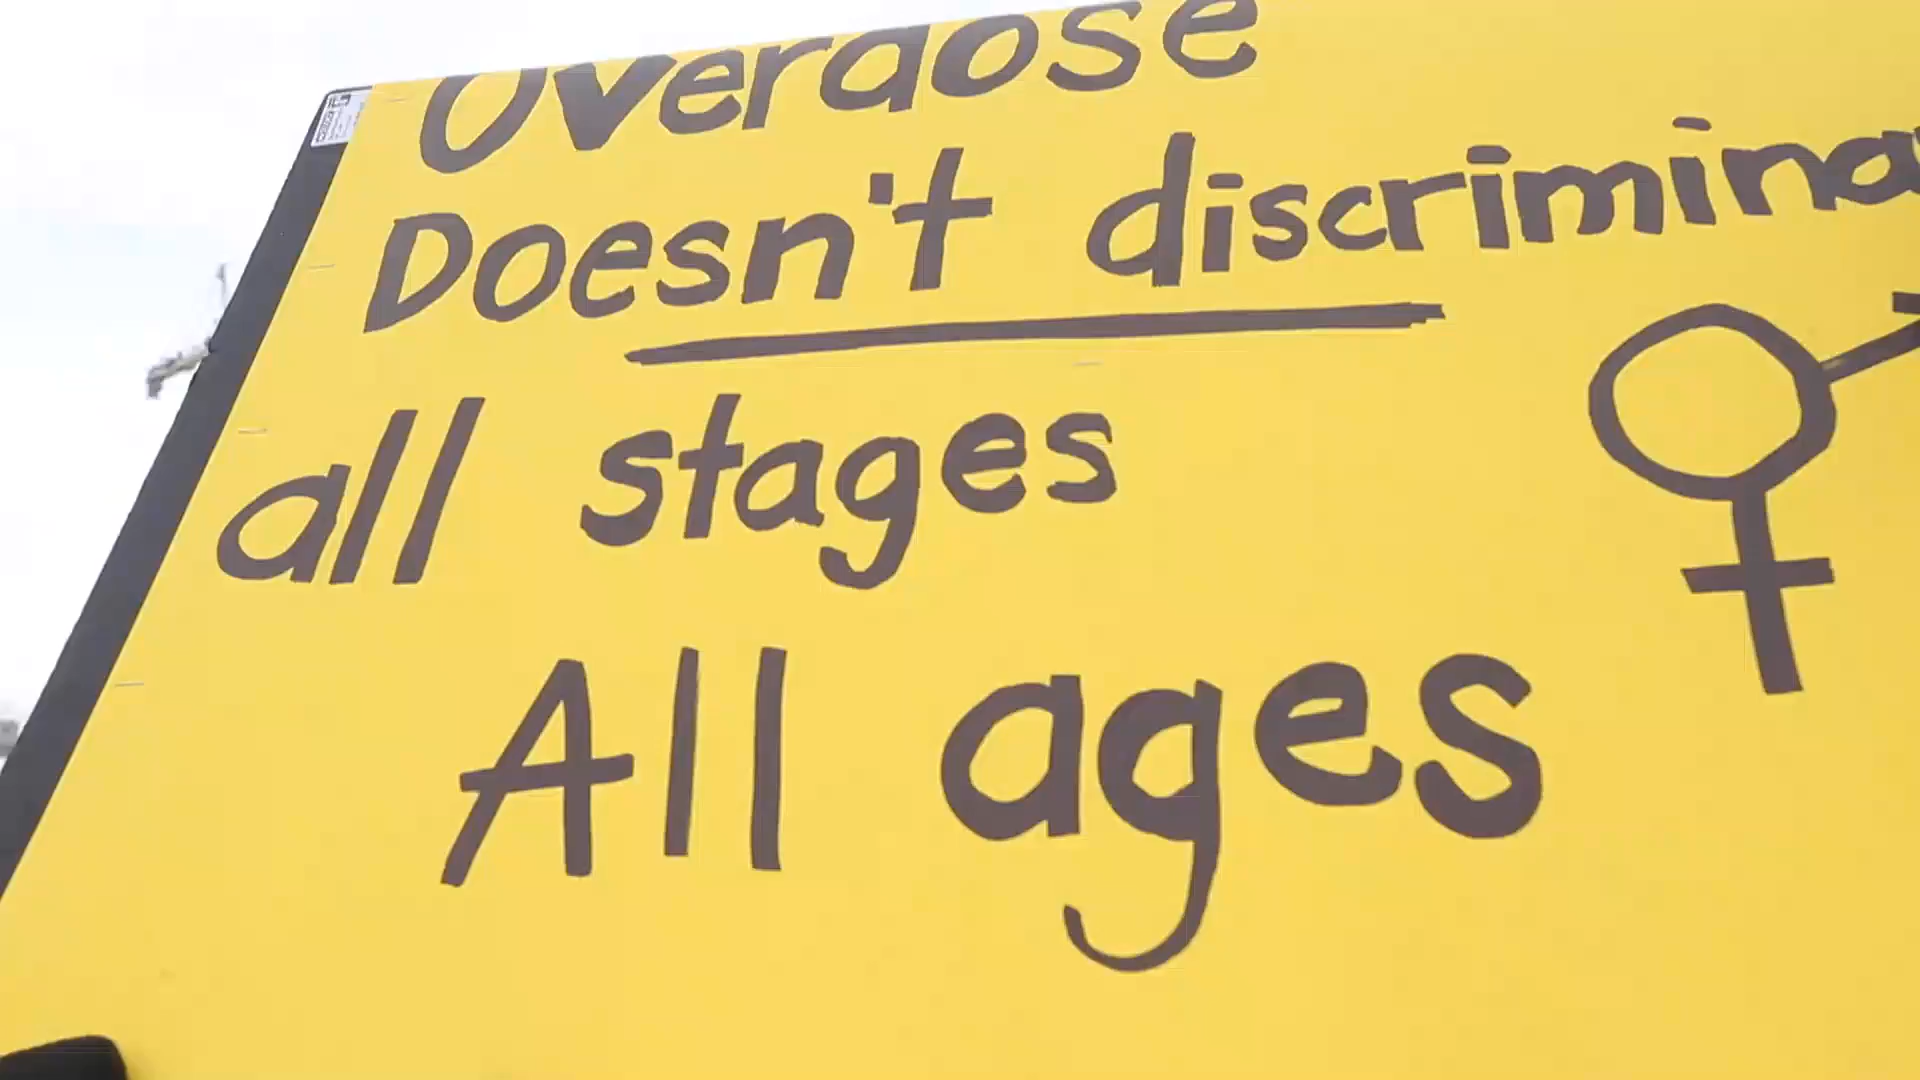 Overdose
Doesn't discrimina
all stages
All ages